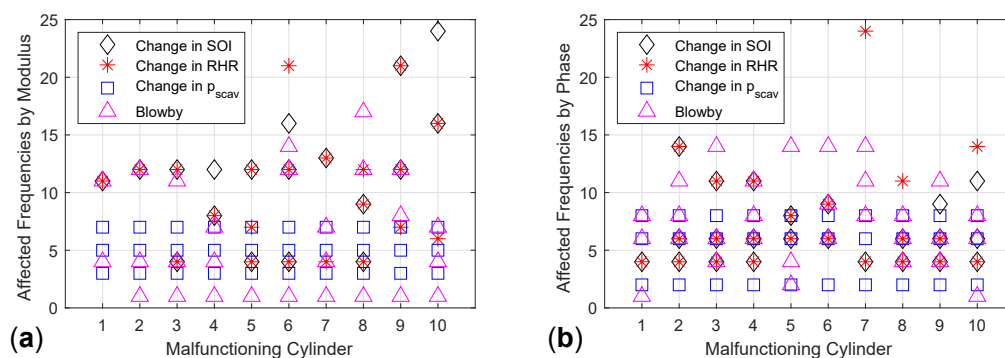 (a)
Affected Frequencies by Modulus
25
20
15
10
5
0
Change in SOI
Change in RHR
Change in p_scav
Blowby
1 2 3 4 5 6 7 8 9 10
Malfunctioning Cylinder
(b)
Affected Frequencies by Phase
25
20
15
10
5
0
Change in SOI
Change in RHR
Change in p_scav
Blowby
1 2 3 4 5 6 7 8 9 10
Malfunctioning Cylinder